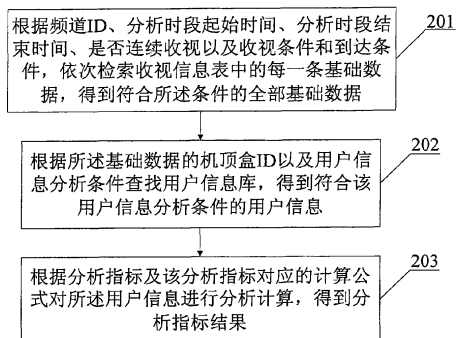 根据频道ID、分析时段起始时间、分析时段结
束时间、是否连续收视以及收视条件和到达条
件，依次检索收视信息表中的每一条基础数
据，得到符合所述条件的全部基础数据
201
根据所述基础数据的机顶盒ID以及用户信
息分析条件查找用户信息库，得到符合该
用户信息分析条件的用户信息
202
根据分析指标及该分析指标对应的计算公
式对所述用户信息进行分析计算，得到分
析指标结果
203